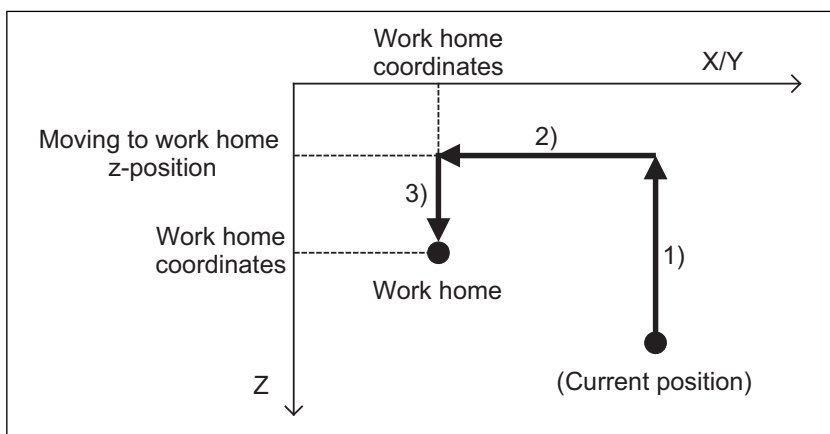 Work home
coordinates
X/Y
Moving to work home
z-position
2)
3)
Work home
coordinates
1)
Work home
Z
(Current position)